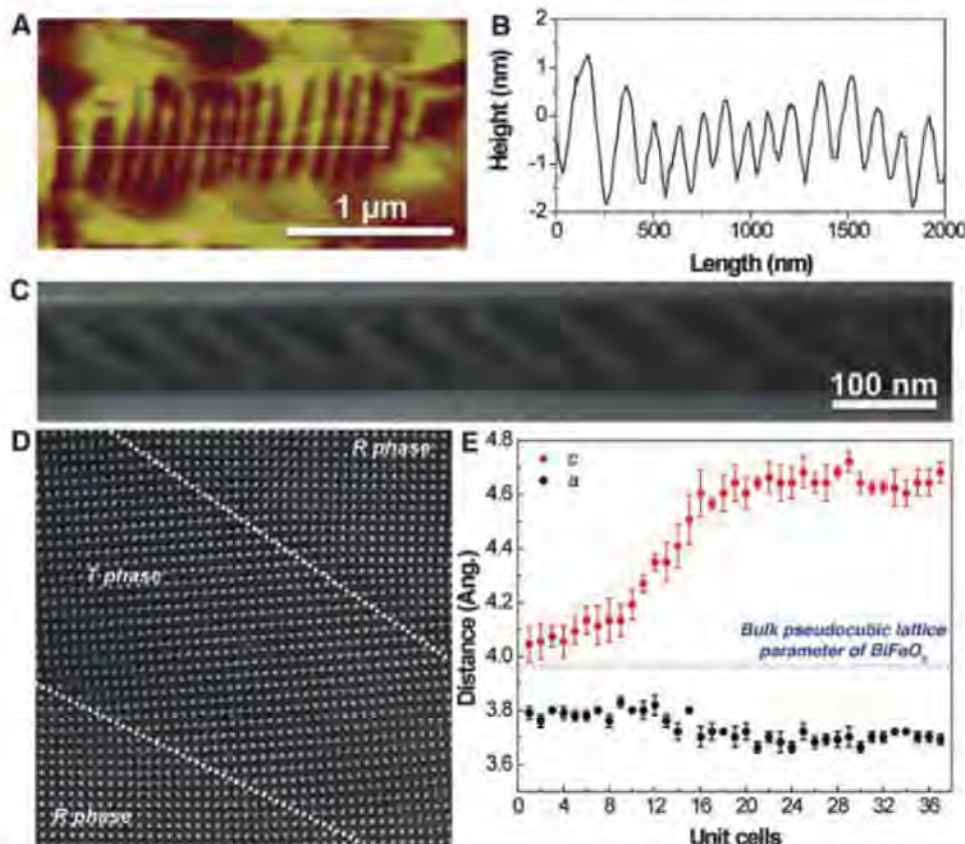 A
1 μm
B
Height (nm)
2
1
0
-1
-2
0
500
1000
1500
2000
Length (nm)
C
100 nm
D
R phase
T phase
R phase
E
Distance (Ang.)
4.8
4.6
4.4
4.2
4.0
3.8
3.6
c
a
Bulk pseudocubic lattice
parameter of BiFeO₃
0
4
8
12
16
20
24
28
32
36
Unit cells